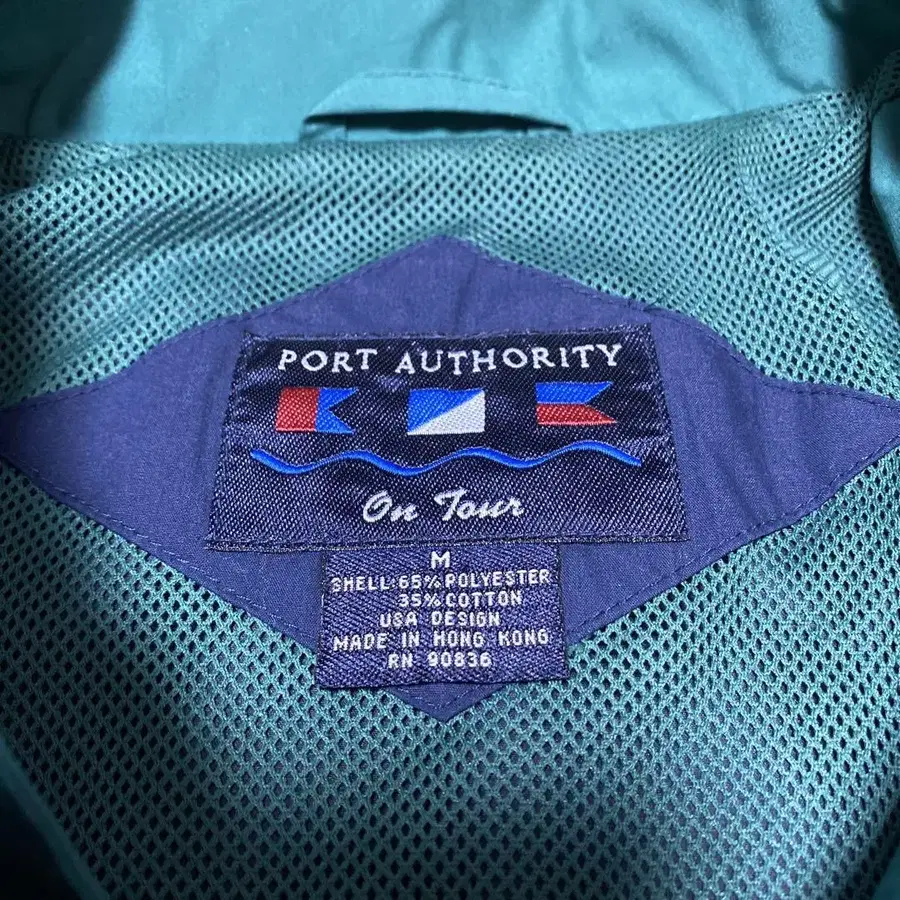 PORT AUTHORITY
On Tour
M
SHELL:65% POLYESTER
35% COTTON
USA DESIGN
MADE IN HONG KONG
RN 90836